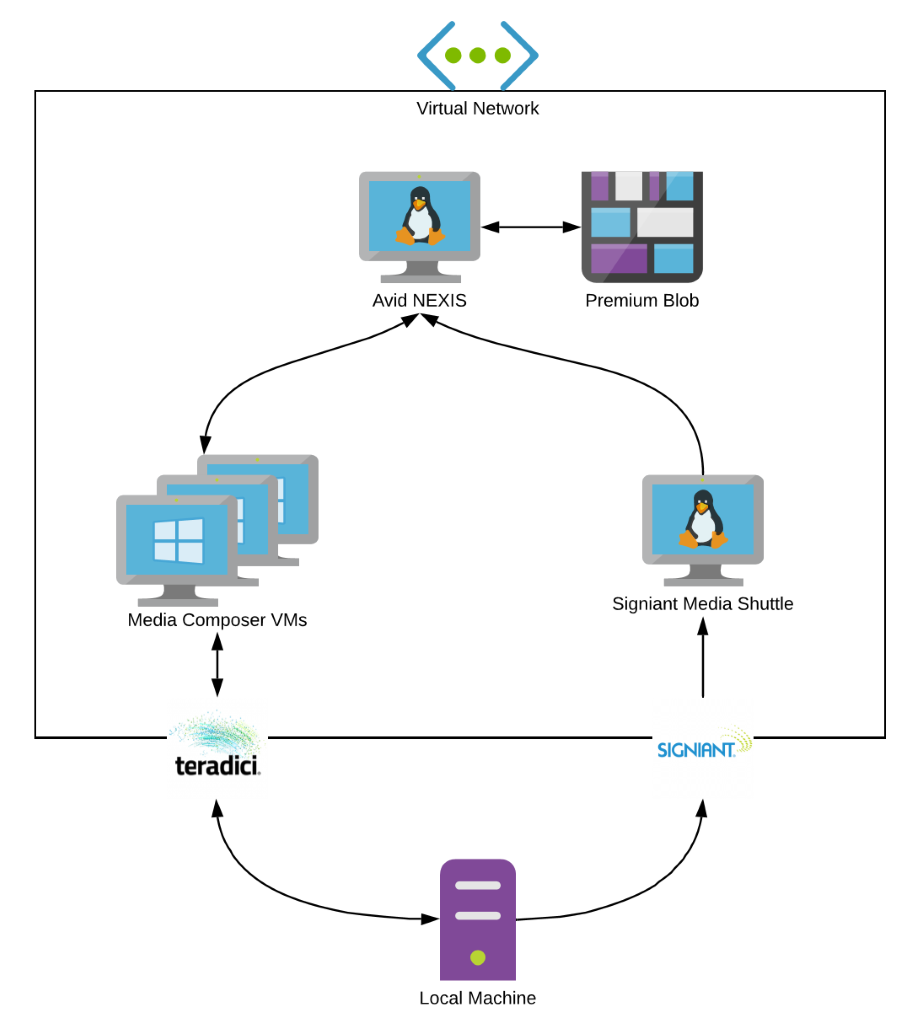 Virtual Network
Avid NEXIS
Premium Blob
Media Composer VMs
Signiant Media Shuttle
teradici.
SIGNIANT
Local Machine